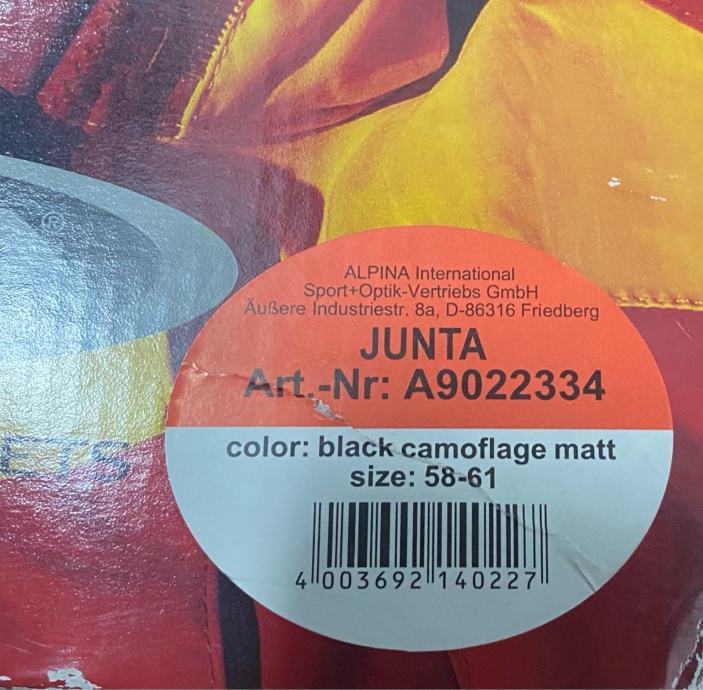 ®
ALPINA International
Sport+Optik-Vertriebs GmbH
Äußere Industriestr. 8a, D-86316 Friedberg
JUNTA
Art.-Nr: A9022334
ETS
color: black camoflage matt
size: 58-61
4 003692 140227